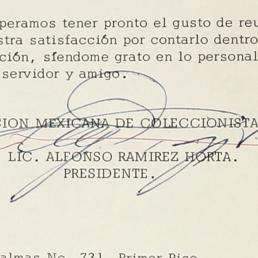 peramos tener pronto el gusto de reu
stra satisfacción por contarlo dentro
ción, siéndome grato en lo personal
servidor y amigo.
CION MEXICANA DE COLECCIONISTA
LIC. ALFONSO RAMIREZ HORTA.
PRESIDENTE.
almas No. 731 Primer Piso